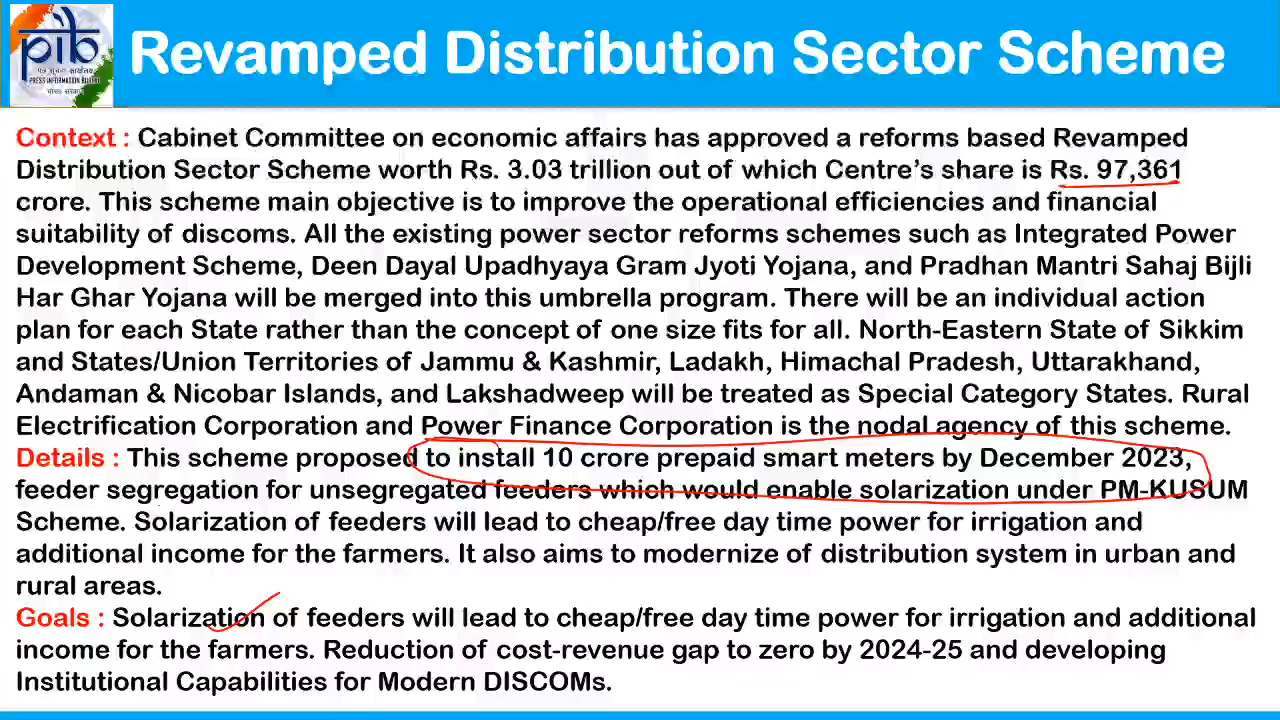 pib
पत्र सूचना कार्यालय
PRESS INFORMATION BUREAU
भारत सरकार
Revamped Distribution Sector Scheme
Context : Cabinet Committee on economic affairs has approved a reforms based Revamped
Distribution Sector Scheme worth Rs. 3.03 trillion out of which Centre's share is Rs. 97,361
crore. This scheme main objective is to improve the operational efficiencies and financial
suitability of discoms. All the existing power sector reforms schemes such as Integrated Power
Development Scheme, Deen Dayal Upadhyaya Gram Jyoti Yojana, and Pradhan Mantri Sahaj Bijli
Har Ghar Yojana will be merged into this umbrella program. There will be an individual action
plan for each State rather than the concept of one size fits for all. North-Eastern State of Sikkim
and States/Union Territories of Jammu & Kashmir, Ladakh, Himachal Pradesh, Uttarakhand,
Andaman & Nicobar Islands, and Lakshadweep will be treated as Special Category States. Rural
Electrification Corporation and Power Finance Corporation is the nodal agency of this scheme.
Details : This scheme proposed to install 10 crore prepaid smart meters by December 2023,
feeder segregation for unsegregated feeders which would enable solarization under PM-KUSUM
Scheme. Solarization of feeders will lead to cheap/free day time power for irrigation and
additional income for the farmers. It also aims to modernize of distribution system in urban and
rural areas.
Goals : Solarization of feeders will lead to cheap/free day time power for irrigation and additional
income for the farmers. Reduction of cost-revenue gap to zero by 2024-25 and developing
Institutional Capabilities for Modern DISCOMs.